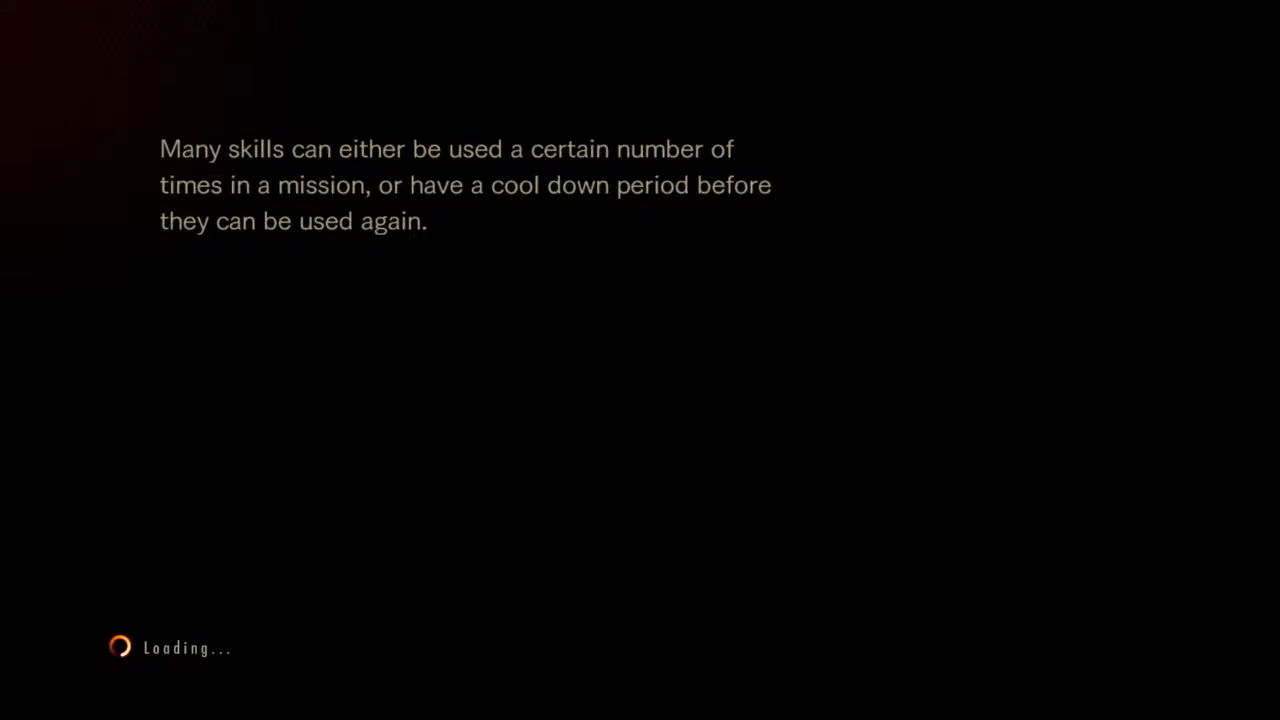 Many skills can either be used a certain number of
times in a mission, or have a cool down period before
they can be used again.
Loading...